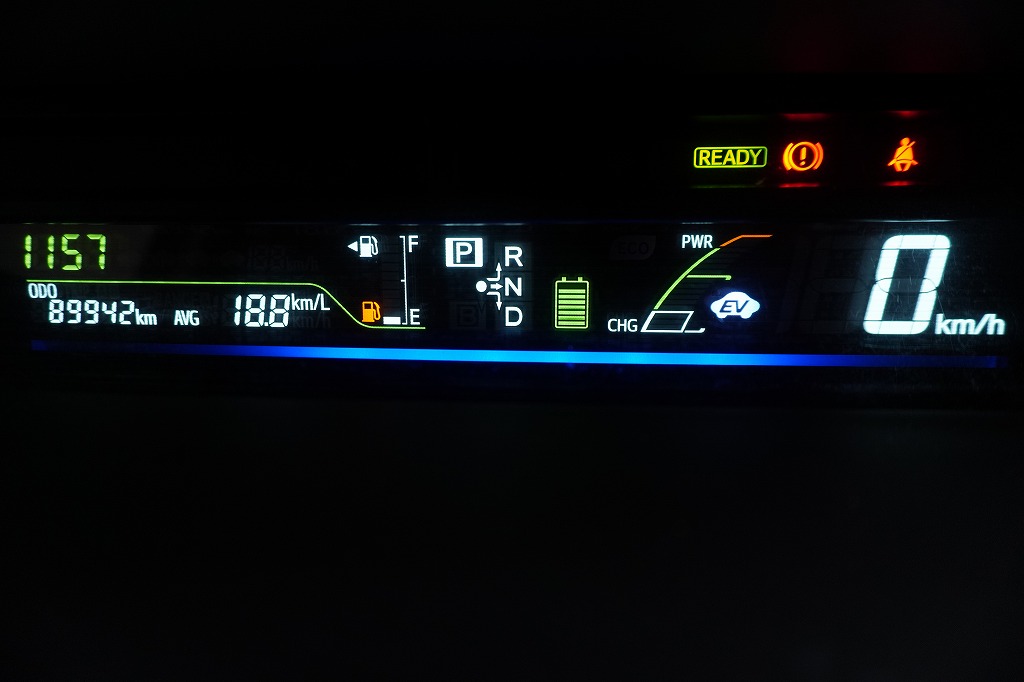 READY
1157
ODO
89942km AVG 18.8km/L
F
E
P
R
N
D
PWR
CHG
EV
0km/h